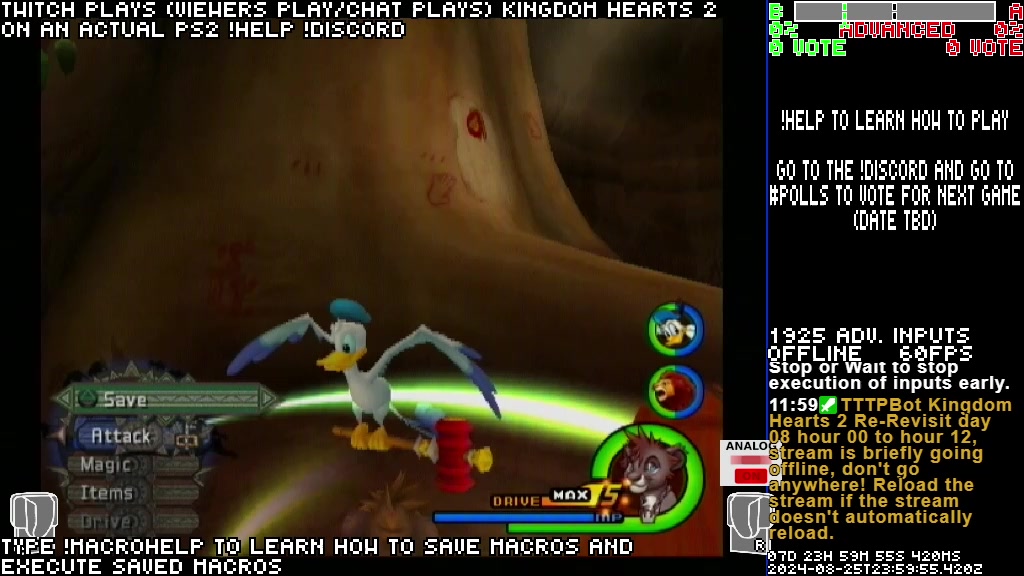 TWITCH PLAYS (VIEWERS PLAY/CHAT PLAYS) KINGDOM HEARTS 2
ON AN ACTUAL PS2 !HELP !DISCORD
B
A
0%
ADVANCED
0%
0 VOTE
0 VOTE
!HELP TO LEARN HOW TO PLAY
GO TO THE !DISCORD AND GO TO
#POLLS TO VOTE FOR NEXT GAME
(DATE TBD)
1925 ADV. INPUTS
OFFLINE 60FPS
Stop or Wait to stop
execution of inputs early.
11:59 TTTPBot Kingdom
Hearts 2 Re-Revisit day
08 hour 00 to hour 12,
stream is briefly going
offline, don't go
anywhere! Reload the
stream if the stream
doesn't automatically
reload.
07D 23H 59M 55S 420MS
2024-08-25T23:59:55.420Z
Save
Attack
Magic
Items
Drive
DRIVE MAX 5
MP
ANALOG
R
TYPE !MACROHELP TO LEARN HOW TO SAVE MACROS AND
EXECUTE SAVED MACROS